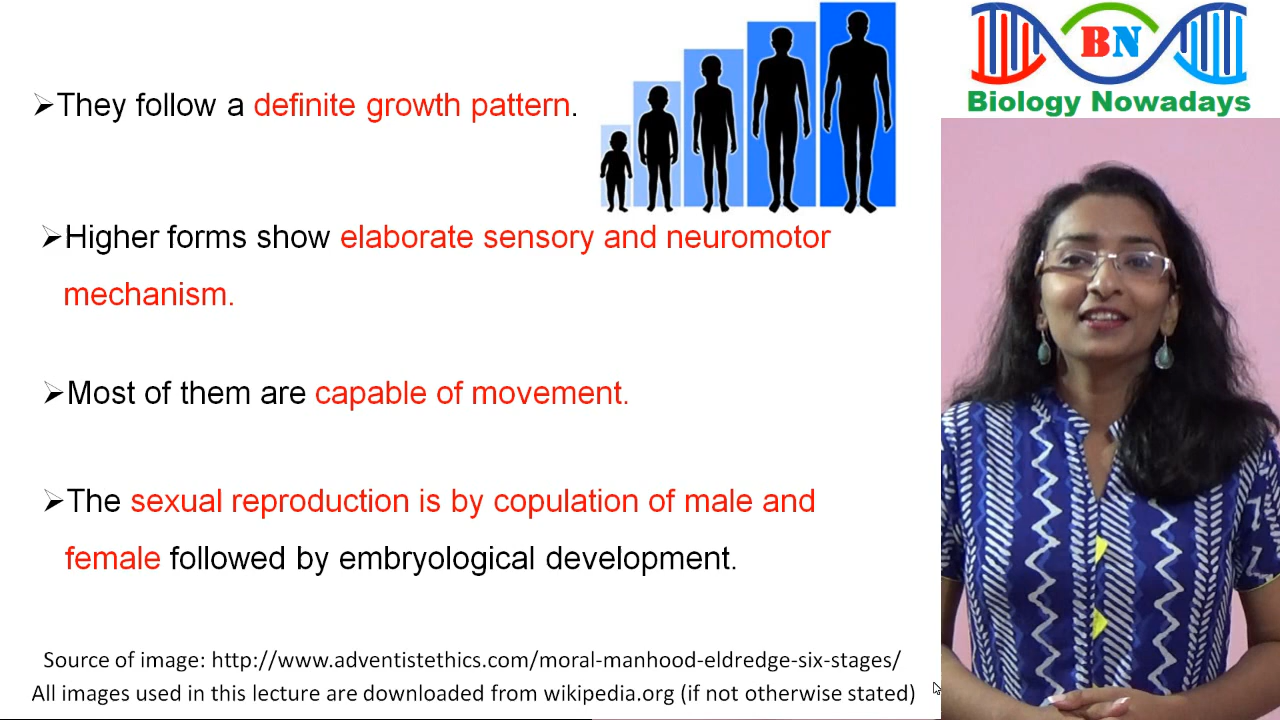 BN
Biology Nowadays
➢They follow a definite growth pattern.
➢Higher forms show elaborate sensory and neuromotor
mechanism.
➢Most of them are capable of movement.
➢The sexual reproduction is by copulation of male and
female followed by embryological development.
Source of image: http://www.adventistethics.com/moral-manhood-eldredge-six-stages/
All images used in this lecture are downloaded from wikipedia.org (if not otherwise stated)